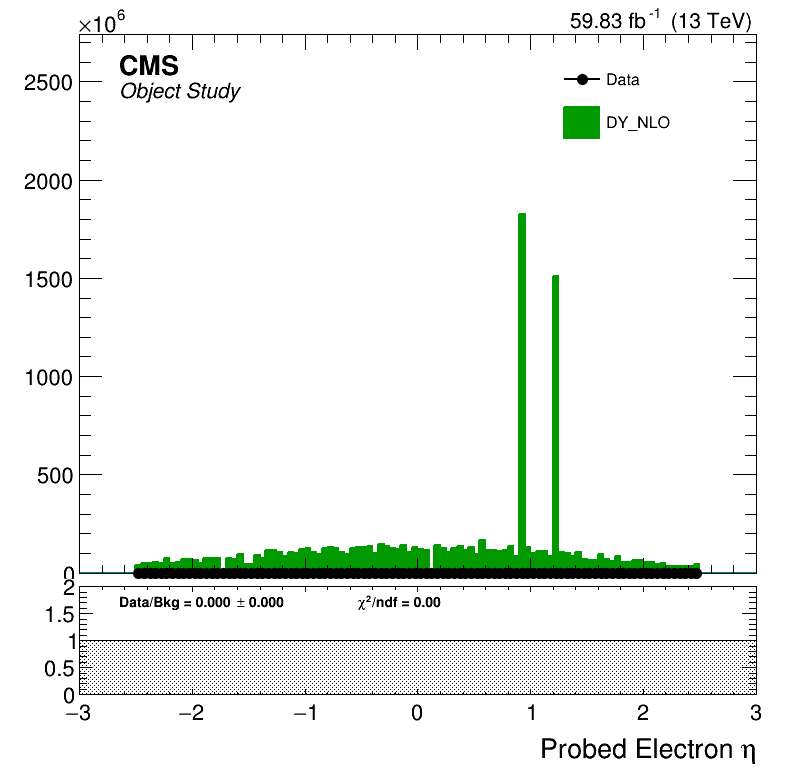 ×10⁶
59.83 fb⁻¹ (13 TeV)
CMS
Object Study
Data
DY_NLO
2500
2000
1500
1000
500
0
2
1.5
1
0.5
0
Data/Bkg = 0.000 ± 0.000
χ²/ndf = 0.00
−3
−2
−1
0
1
2
3
Probed Electron η